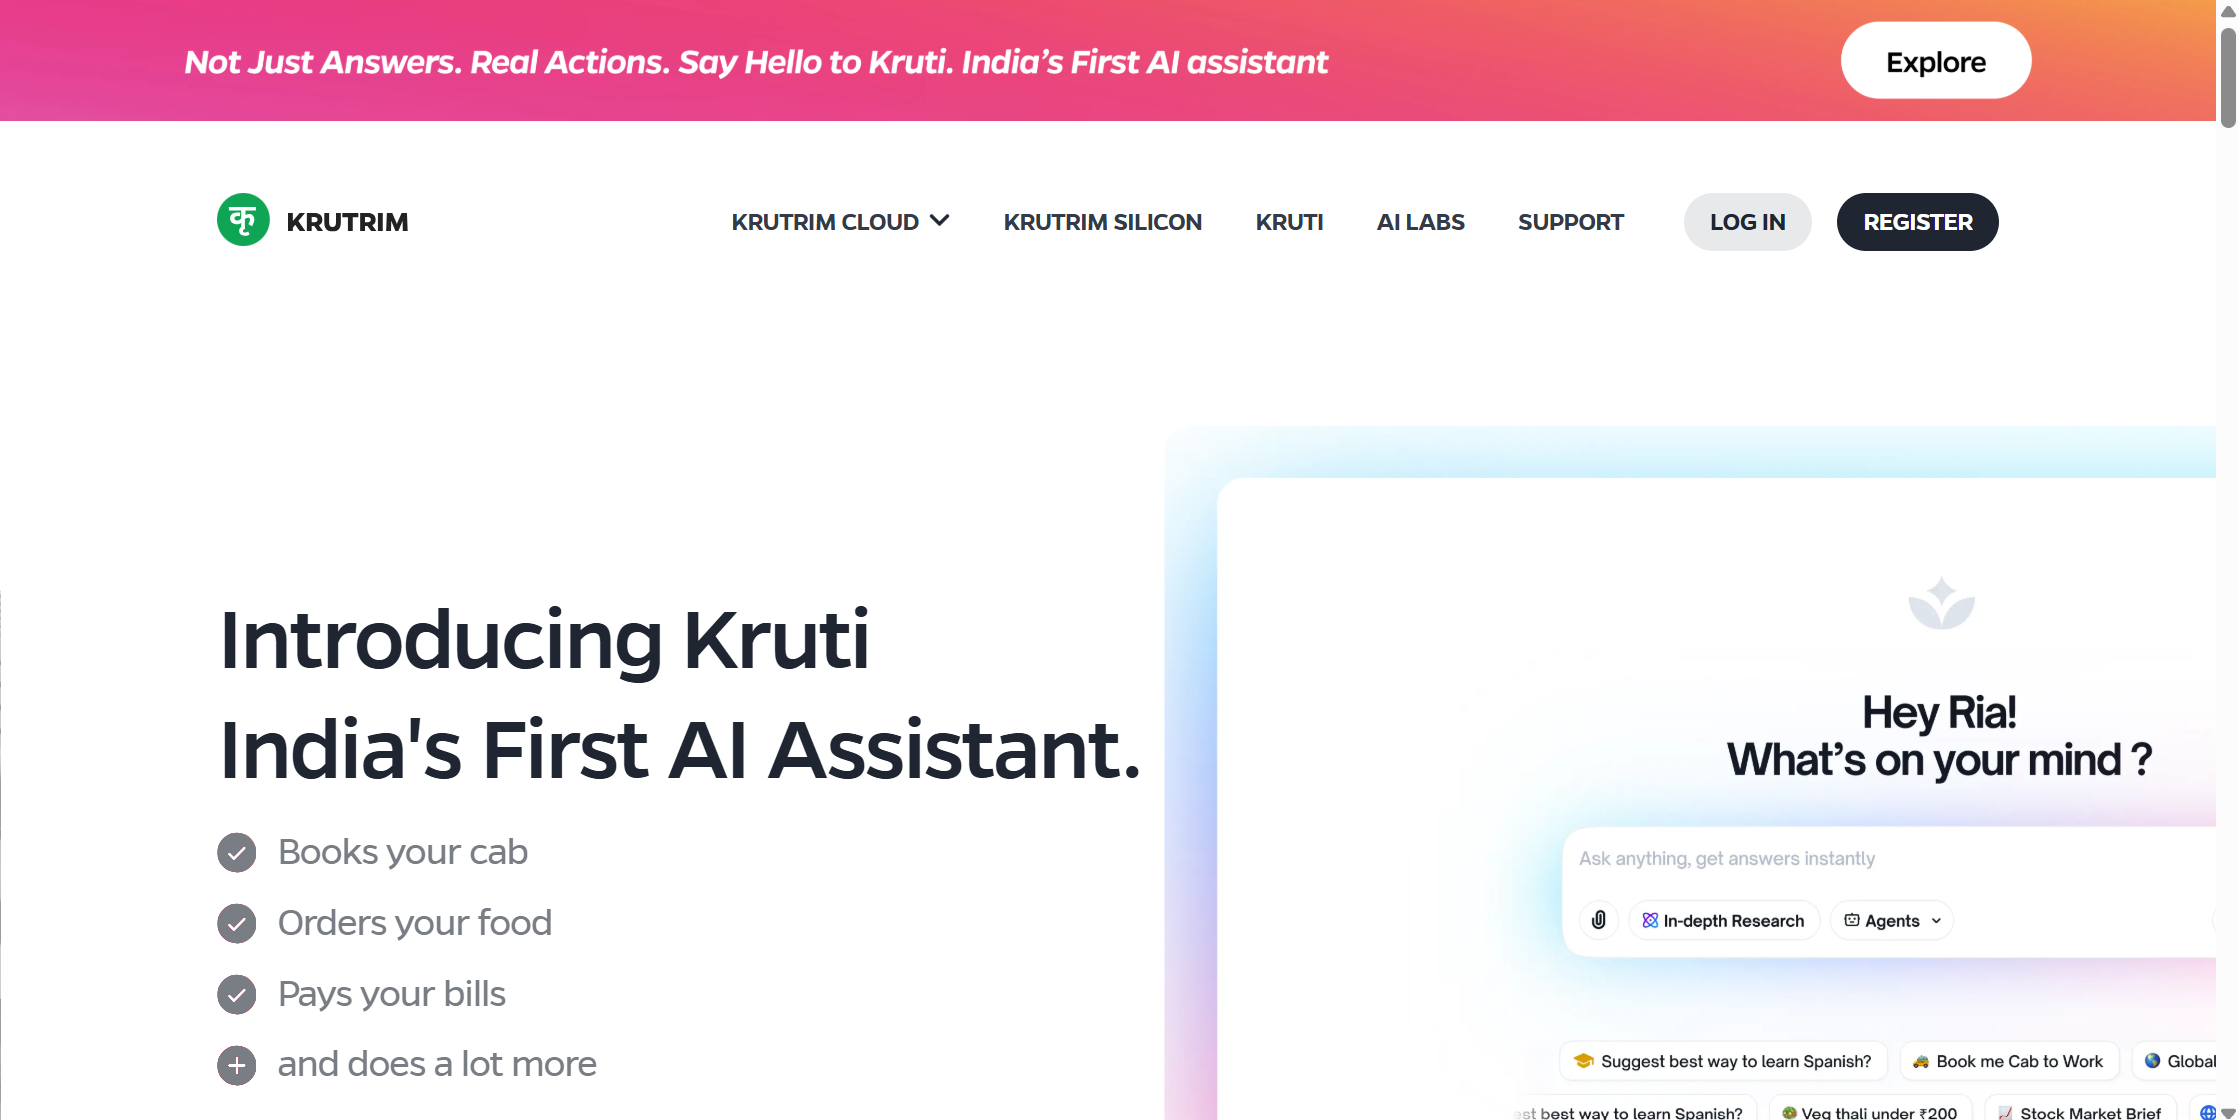 Not Just Answers. Real Actions. Say Hello to Kruti. India’s First AI assistant
Explore
कृ
KRUTRIM
KRUTRIM CLOUD
KRUTRIM SILICON
KRUTI
AI LABS
SUPPORT
LOG IN
REGISTER
Introducing Kruti
India's First AI Assistant.
Books your cab
Orders your food
Pays your bills
and does a lot more
Hey Ria!
What’s on your mind ?
Ask anything, get answers instantly
In-depth Research
Agents
Suggest best way to learn Spanish?
Book me Cab to Work
Global
best way to learn Spanish?
Veg thali under ₹200
Stock Market Brief